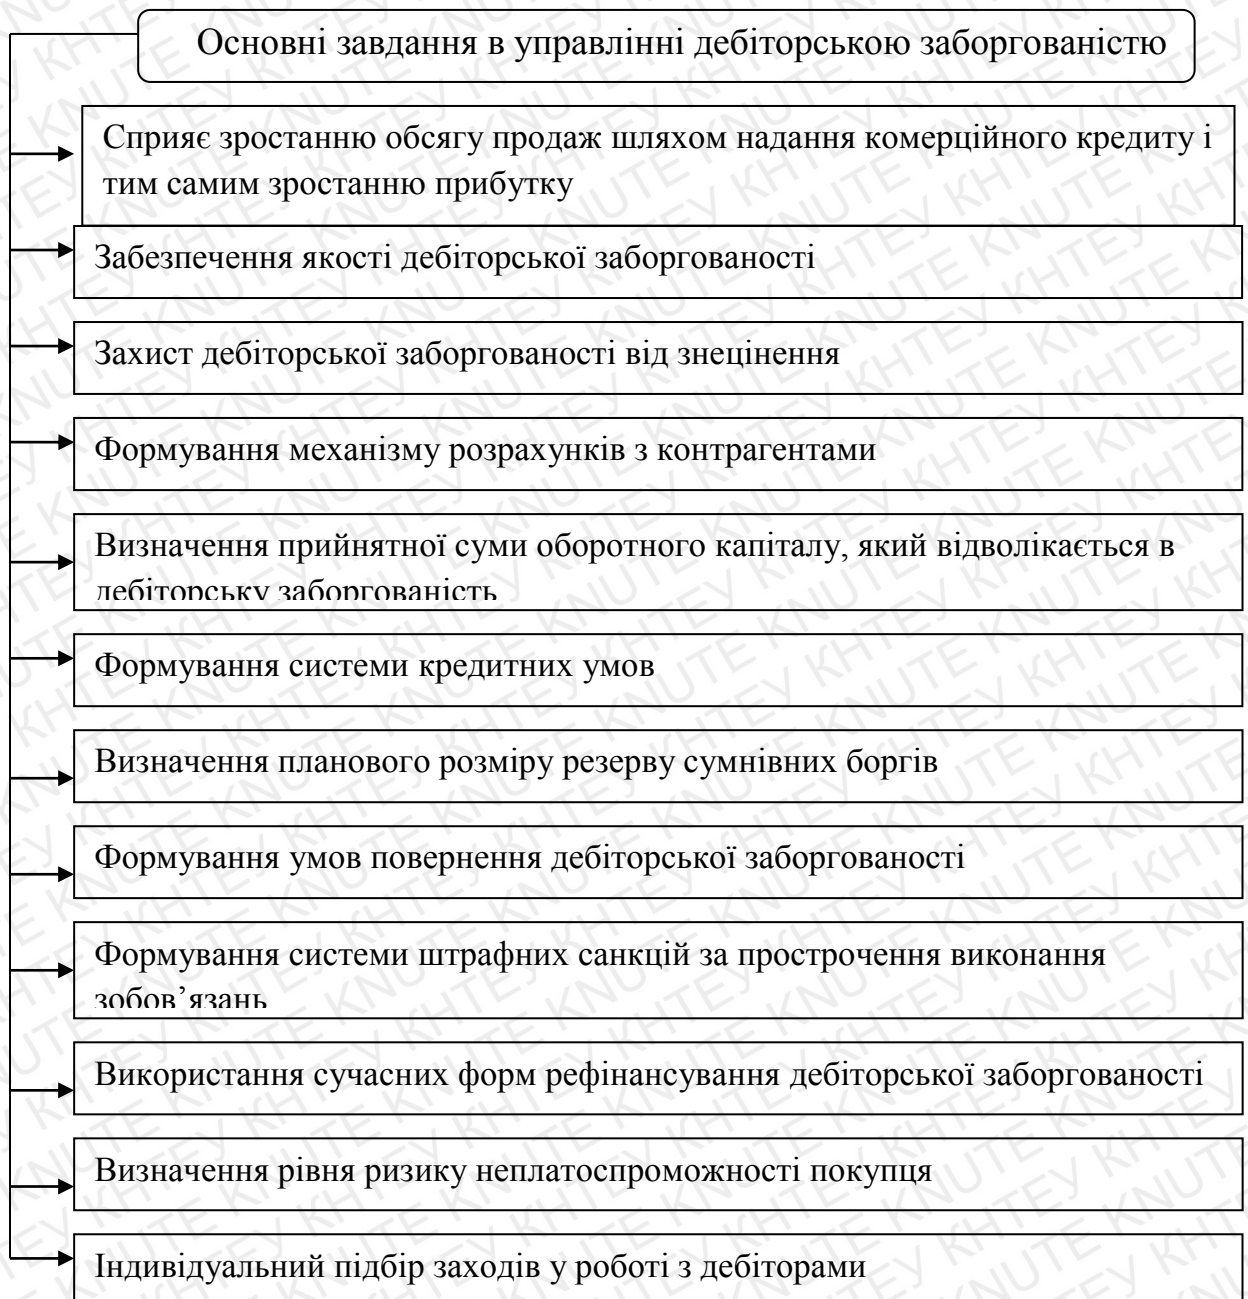 Основні завдання в управлінні дебіторською заборгованістю
Сприяє зростанню обсягу продаж шляхом надання комерційного кредиту і
тим самим зростанню прибутку
Забезпечення якості дебіторської заборгованості
Захист дебіторської заборгованості від знецінення
Формування механізму розрахунків з контрагентами
Визначення прийнятної суми оборотного капіталу, який відволікається в
дебіторську заборгованість
Формування системи кредитних умов
Визначення планового розміру резерву сумнівних боргів
Формування умов повернення дебіторської заборгованості
Формування системи штрафних санкцій за прострочення виконання
зобов’язань
Використання сучасних форм рефінансування дебіторської заборгованості
Визначення рівня ризику неплатоспроможності покупця
Індивідуальний підбір заходів у роботі з дебіторами